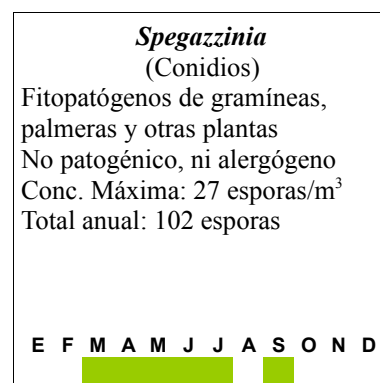 Spegazzinia
(Conidios)
Fitopatógenos de gramíneas,
palmeras y otras plantas
No patogénico, ni alergógeno
Conc. Máxima: 27 esporas/m³
Total anual: 102 esporas
E F M A M J J A S O N D